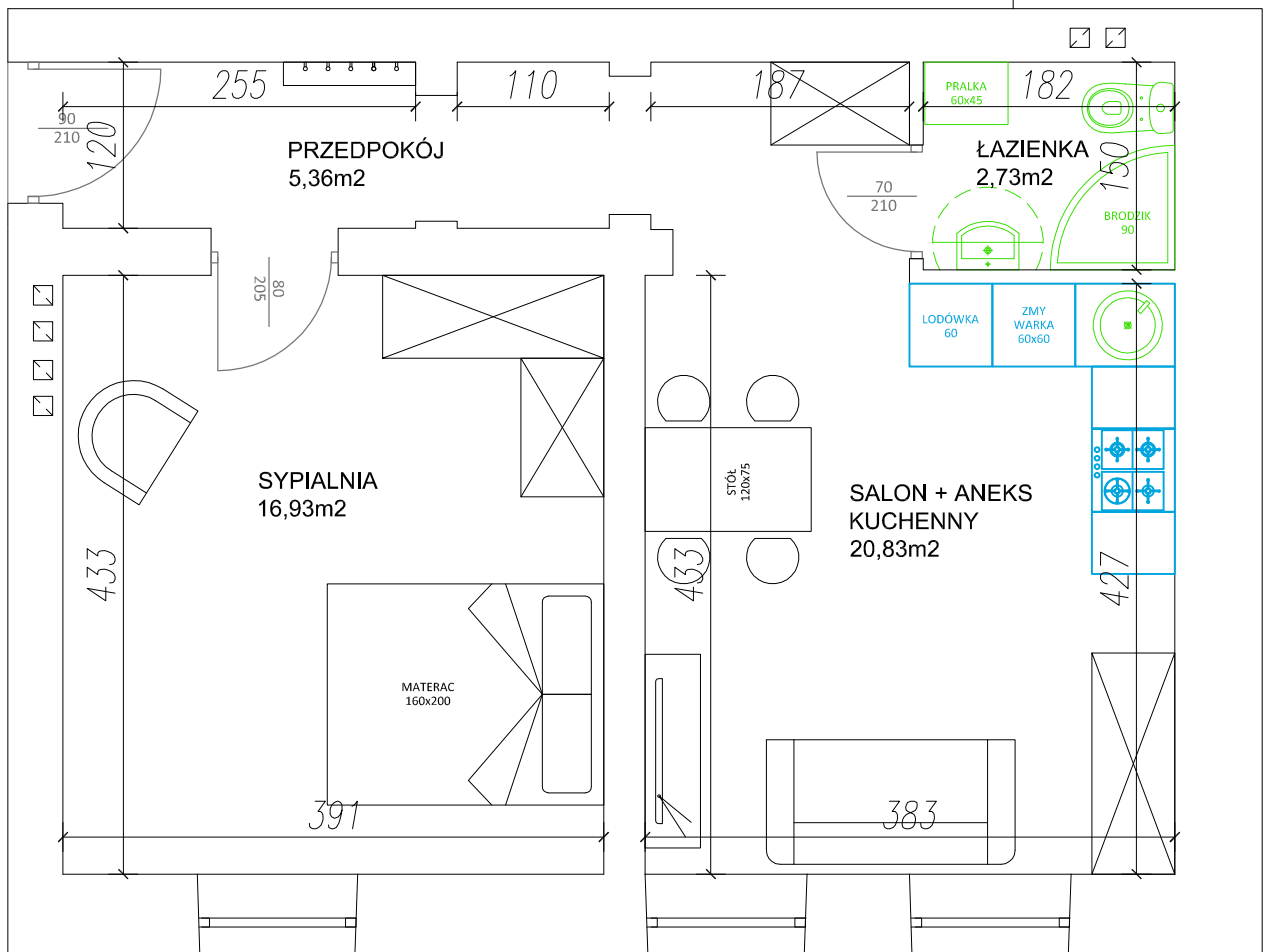 255
110
187
182
PRALKA
60x45
90
210
120
PRZEDPOKÓJ
5,36m2
ŁAZIENKA
2,73m2
150
70
210
BRODZIK
90
80
205
LODÓWKA
60
ZMY
WARKA
60x60
SYPIALNIA
16,93m2
STÓŁ
120x75
SALON + ANEKS
KUCHENNY
20,83m2
433
433
427
MATERAC
160x200
391
383